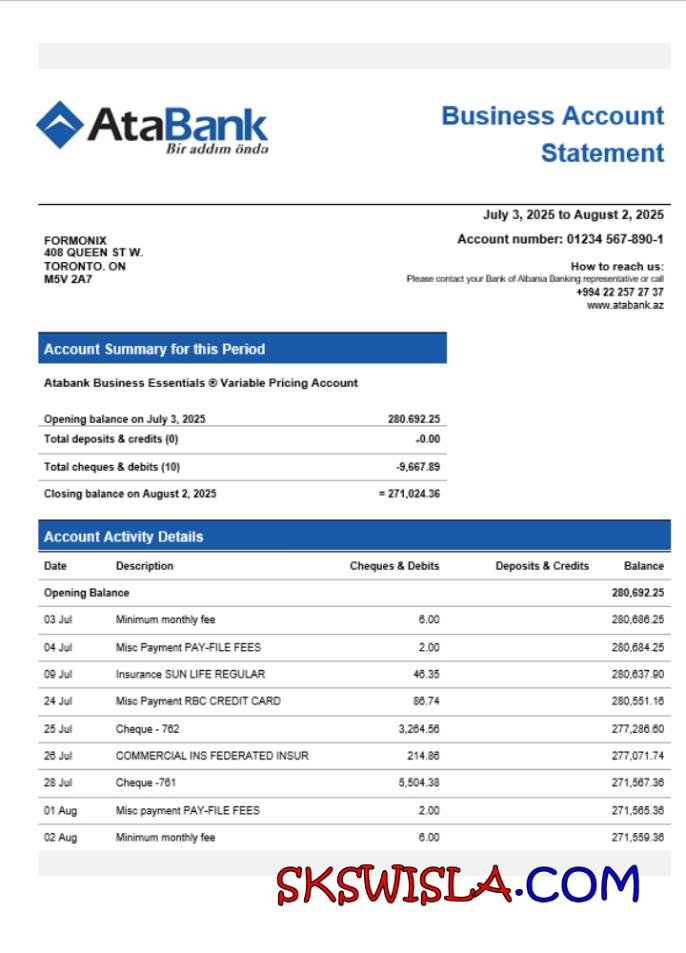 AtaBank
Bir addım öndə
Business Account
Statement
July 3, 2025 to August 2, 2025
Account number: 01234 567-890-1
FORMONIX
408 QUEEN ST W.
TORONTO. ON
M5V 2A7
How to reach us:
Please contact your Bank of Albania Banking representative or call
+994 22 257 27 37
www.atabank.az
Account Summary for this Period
Atabank Business Essentials ® Variable Pricing Account
Opening balance on July 3, 2025 280.692.25
Total deposits & credits (0) -0.00
Total cheques & debits (10) -9,667.89
Closing balance on August 2, 2025 = 271,024.36
Account Activity Details
Date Description Cheques & Debits Deposits & Credits Balance
Opening Balance 280,692.25
03 Jul Minimum monthly fee 6.00 280,686.25
04 Jul Misc Payment PAY-FILE FEES 2.00 280,684.25
09 Jul Insurance SUN LIFE REGULAR 46.35 280,637.90
24 Jul Misc Payment RBC CREDIT CARD 86.74 280,551.16
25 Jul Cheque - 762 3,264.56 277,286.60
26 Jul COMMERCIAL INS FEDERATED INSUR 214.86 277,071.74
28 Jul Cheque -761 5,504.38 271,567.36
01 Aug Misc payment PAY-FILE FEES 2.00 271,565.36
02 Aug Minimum monthly fee 6.00 271,559.36
SKSWISLA.COM